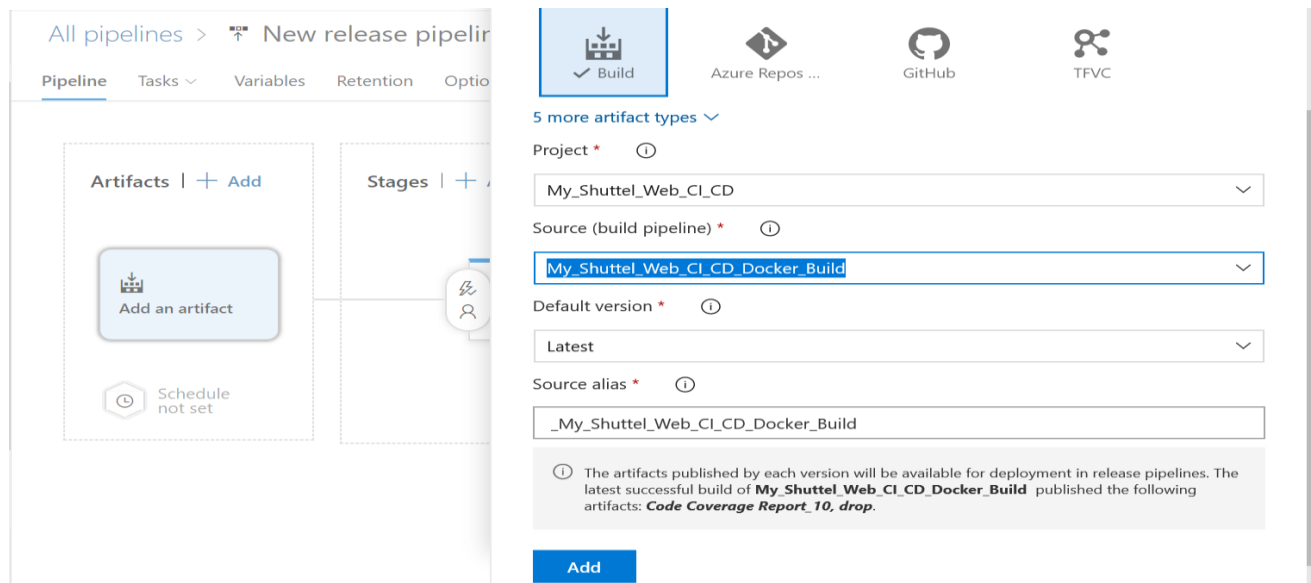 All pipelines > New release pipelin
Pipeline Tasks Variables Retention Optio
Artifacts | + Add
Stages | +
Add an artifact
Schedule
not set
Build
Azure Repos ...
GitHub
TFVC
5 more artifact types
Project *
My_Shuttel_Web_CI_CD
Source (build pipeline) *
My_Shuttel_Web_CI_CD_Docker_Build
Default version *
Latest
Source alias *
_My_Shuttel_Web_CI_CD_Docker_Build
The artifacts published by each version will be available for deployment in release pipelines. The
latest successful build of My_Shuttel_Web_CI_CD_Docker_Build published the following
artifacts: Code Coverage Report_10, drop.
Add